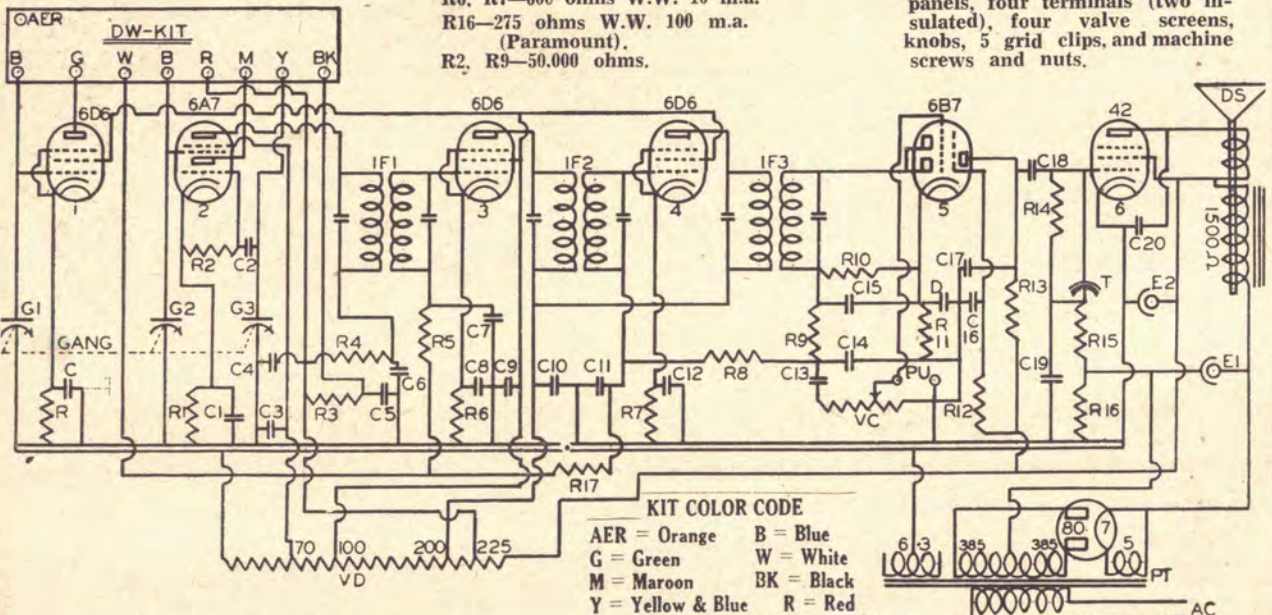 R6, R7—600 ohms W.W. 10 m.a.
R16—275 ohms W.W. 100 m.a.
(Paramount).
R2, R9—50.000 ohms.
panels, four terminals (two in-
sulated), four valve screens,
knobs, 5 grid clips, and machine
screws and nuts.
AER
DW-KIT
B G W B R M Y BK
6D6 6A7 6D6 6D6 6B7 42 DS
IF1 IF2 IF3
C18 R14
1 2 3 4 5 6
C20
1500Ω
R2 C2
R10 C17
R13
C15 D C16
T E2
G1 G2 G3
GANG
C4 R4 C6
R5 C7
R9 R11
C14
R15
C8 C9 C10 C11
C12 R8
C13 PU
C19
E1
C R
R1 C1
C3 R3 C5
R6 R7
VC R12
R16
R17
70 100 200 225
VD
KIT COLOR CODE
AER = Orange B = Blue
G = Green W = White
M = Maroon BK = Black
Y = Yellow & Blue R = Red
6.3 385 385 80 7 5
PT
AC